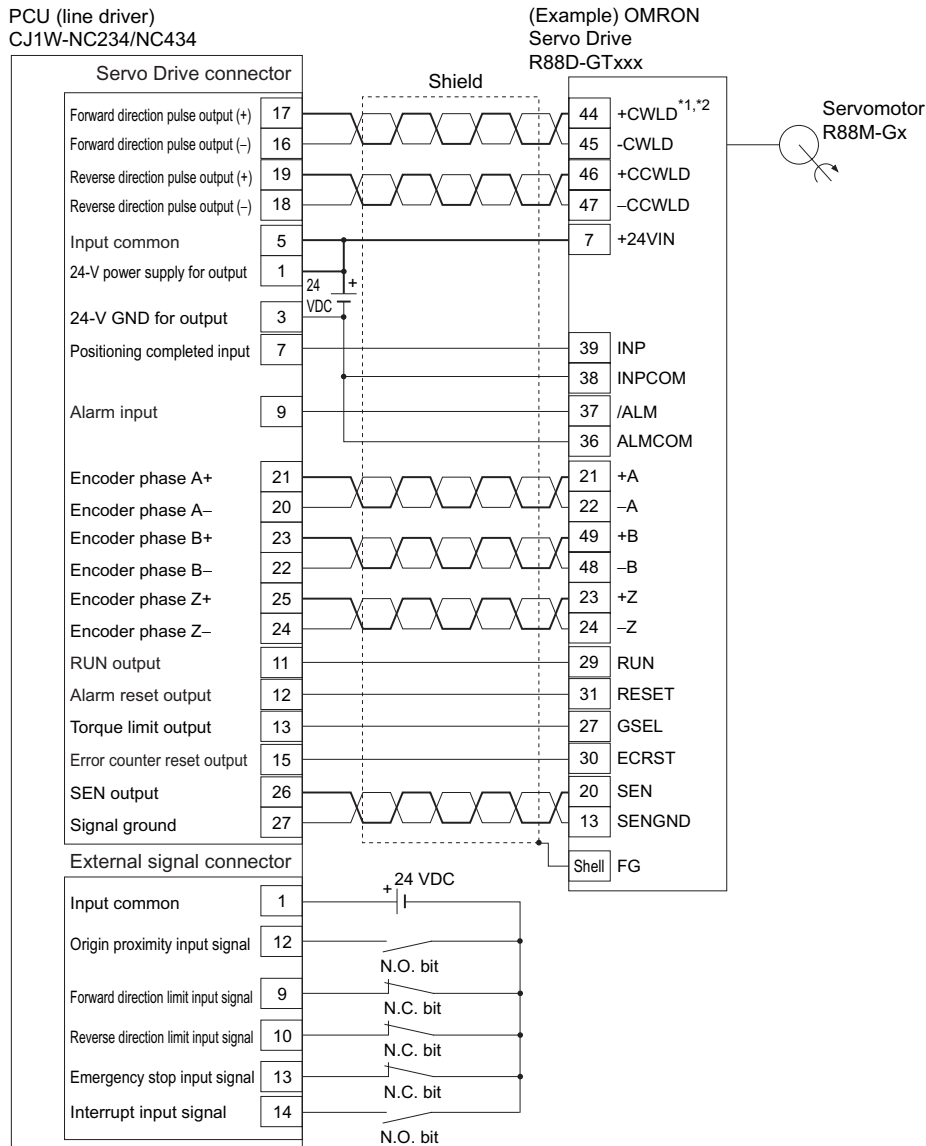 PCU (line driver)
CJ1W-NC234/NC434
(Example) OMRON
Servo Drive
R88D-GTxxx
Servo Drive connector
Shield
Servomotor
R88M-Gx
Forward direction pulse output (+) 17 44 +CWLD*1,*2
Forward direction pulse output (–) 16 45 -CWLD
Reverse direction pulse output (+) 19 46 +CCWLD
Reverse direction pulse output (–) 18 47 –CCWLD
Input common 5 7 +24VIN
24-V power supply for output 1
24 +
VDC
24-V GND for output 3
Positioning completed input 7 39 INP
38 INPCOM
Alarm input 9 37 /ALM
36 ALMCOM
Encoder phase A+ 21 21 +A
Encoder phase A– 20 22 –A
Encoder phase B+ 23 49 +B
Encoder phase B– 22 48 –B
Encoder phase Z+ 25 23 +Z
Encoder phase Z– 24 24 –Z
RUN output 11 29 RUN
Alarm reset output 12 31 RESET
Torque limit output 13 27 GSEL
Error counter reset output 15 30 ECRST
SEN output 26 20 SEN
Signal ground 27 13 SENGND
Shell FG
External signal connector
+ 24 VDC
Input common 1
Origin proximity input signal 12
N.O. bit
Forward direction limit input signal 9
N.C. bit
Reverse direction limit input signal 10
N.C. bit
Emergency stop input signal 13
N.C. bit
Interrupt input signal 14
N.O. bit